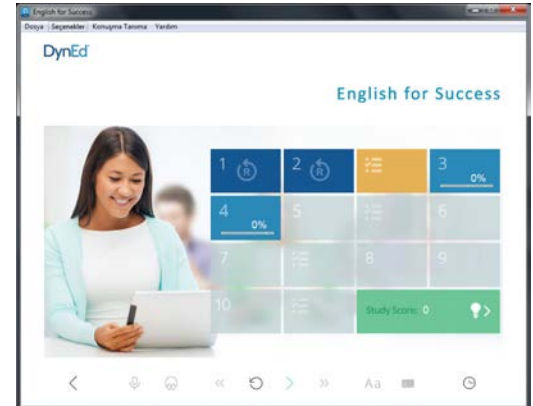 English for Success
Dosya Seçenekler Konuşma Tanıma Yardım
DynEd
English for Success
1 R 2 R 3
0%
4 5 6
0%
7 8 9
10 Study Score: 0
Aa